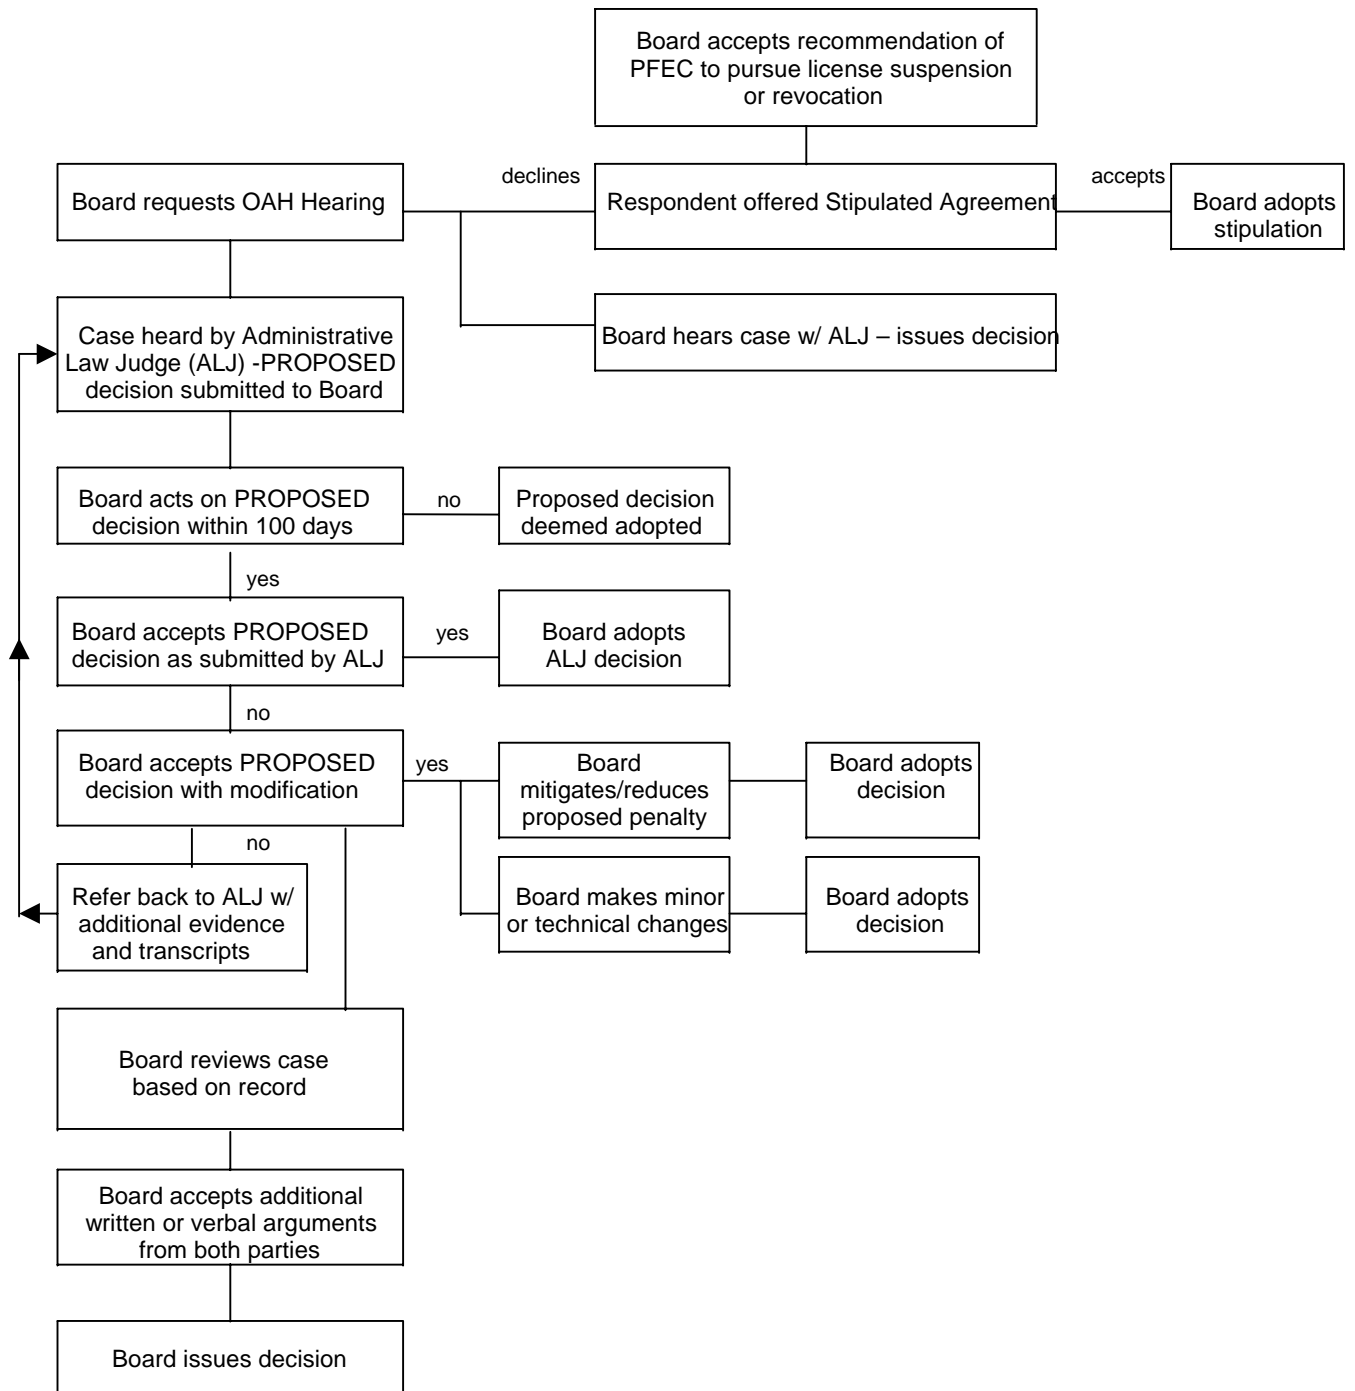 Board accepts recommendation of
PFEC to pursue license suspension
or revocation
Board requests OAH Hearing
declines
Respondent offered Stipulated Agreement
accepts
Board adopts
stipulation
Case heard by Administrative
Law Judge (ALJ) -PROPOSED
decision submitted to Board
Board hears case w/ ALJ – issues decision
Board acts on PROPOSED
decision within 100 days
no
Proposed decision
deemed adopted
yes
Board accepts PROPOSED
decision as submitted by ALJ
yes
Board adopts
ALJ decision
no
Board accepts PROPOSED
decision with modification
yes
Board
mitigates/reduces
proposed penalty
Board adopts
decision
no
Refer back to ALJ w/
additional evidence
and transcripts
Board makes minor
or technical changes
Board adopts
decision
Board reviews case
based on record
Board accepts additional
written or verbal arguments
from both parties
Board issues decision